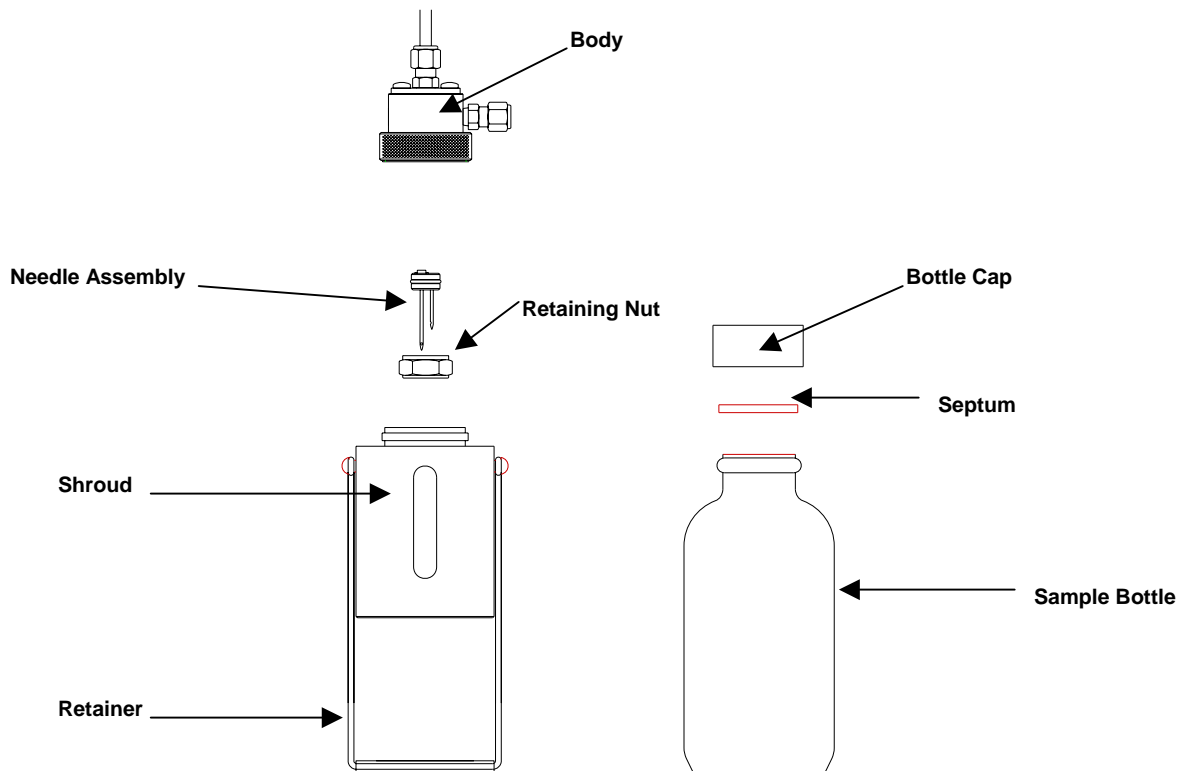 Body
Needle Assembly
Bottle Cap
Retaining Nut
Septum
Shroud
Sample Bottle
Retainer